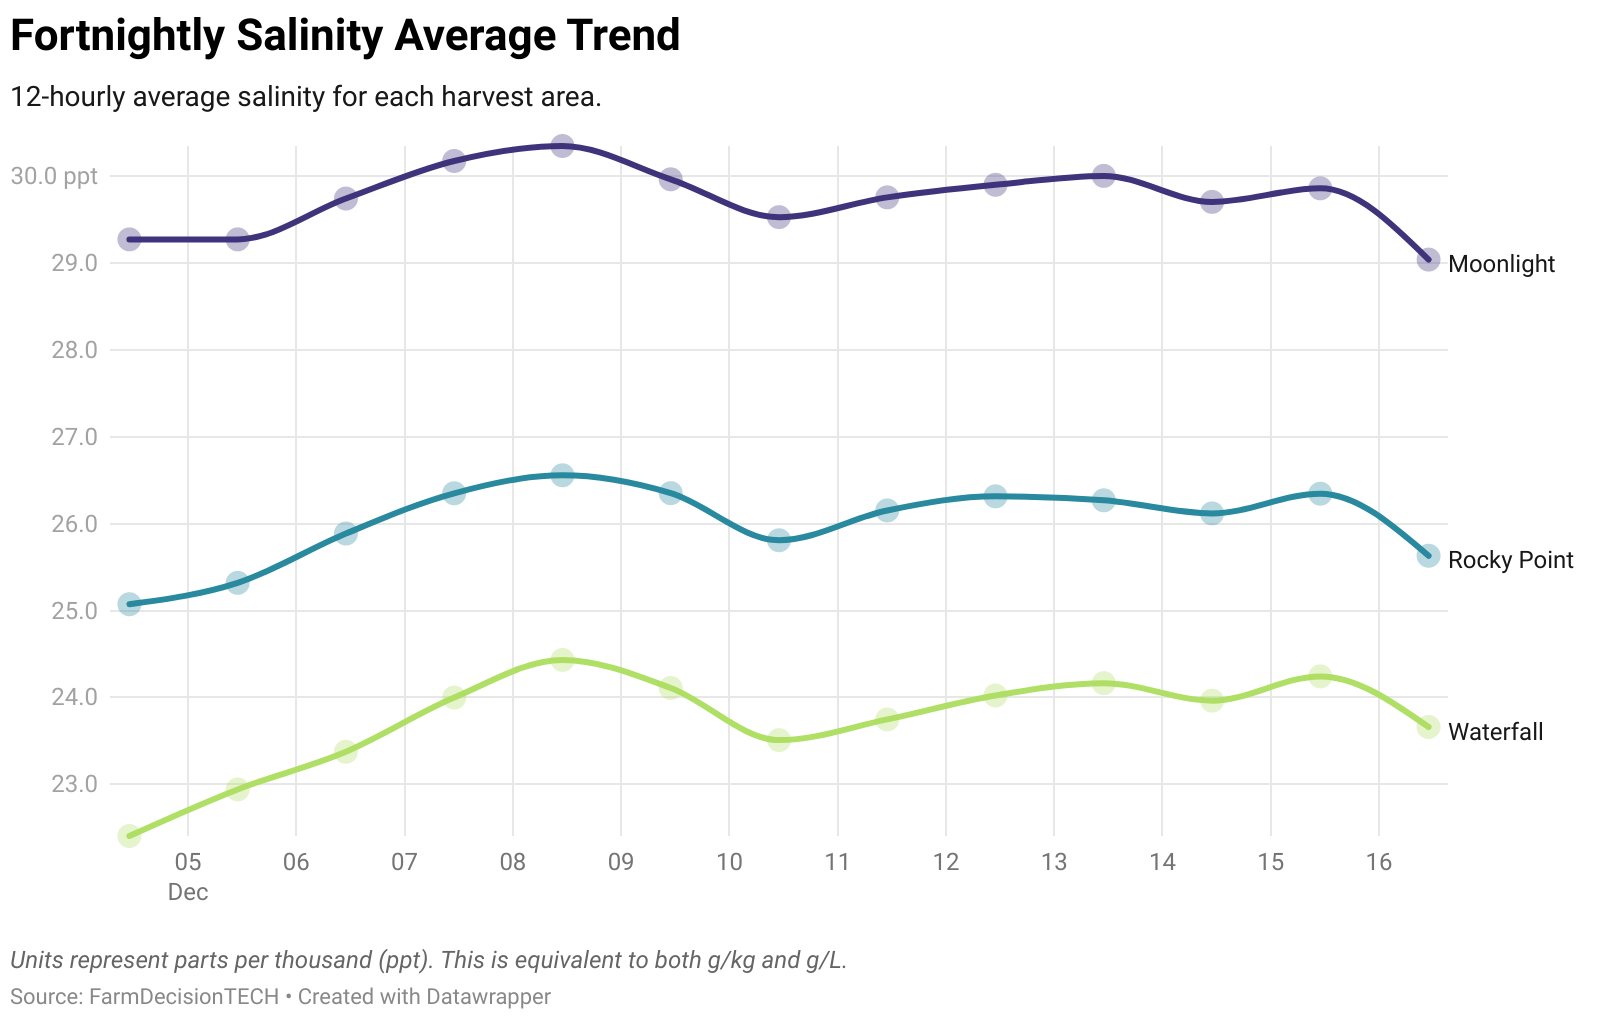 Fortnightly Salinity Average Trend
12-hourly average salinity for each harvest area.
30.0 ppt
29.0
Moonlight
28.0
27.0
26.0
Rocky Point
25.0
24.0
Waterfall
23.0
05 06 07 08 09 10 11 12 13 14 15 16
Dec
Units represent parts per thousand (ppt). This is equivalent to both g/kg and g/L.
Source: FarmDecisionTECH • Created with Datawrapper